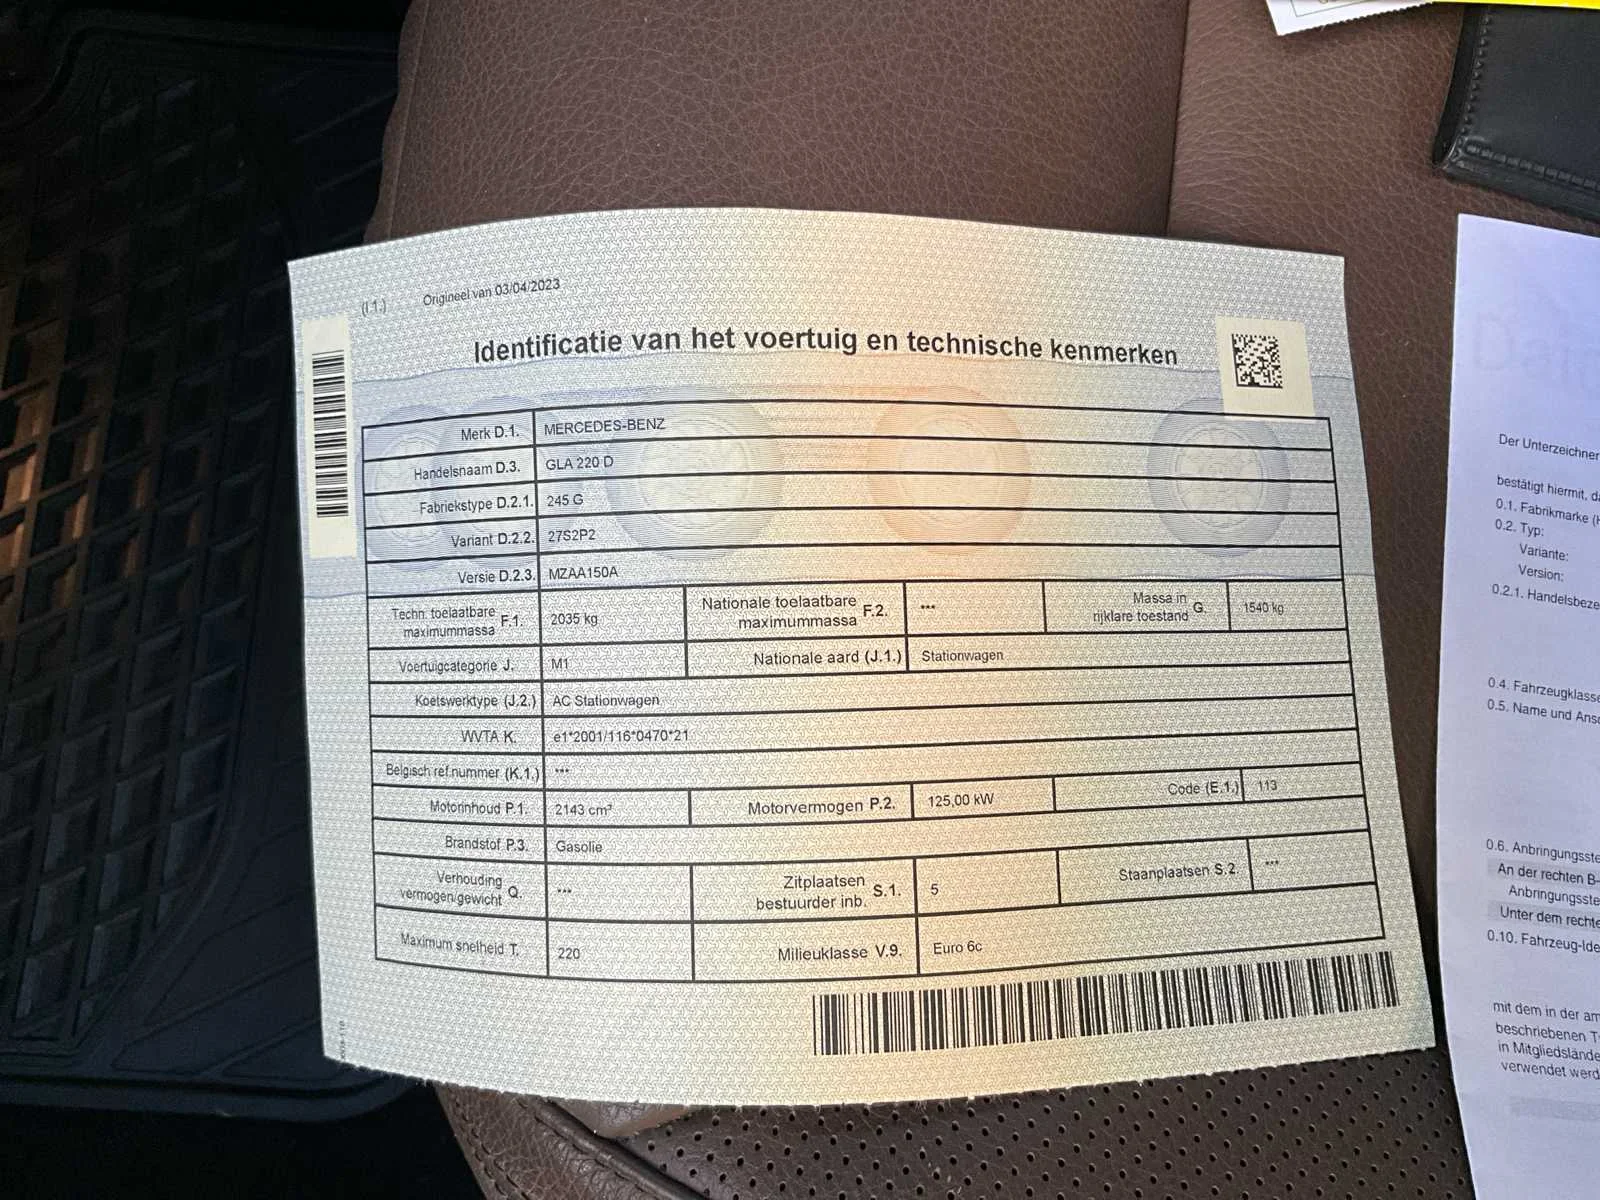 (I.1.) Origineel van 03/04/2023
Identificatie van het voertuig en technische kenmerken
Merk D.1. MERCEDES-BENZ
Handelsnaam D.3. GLA 220 D
Fabriekstype D.2.1. 245 G
Variant D.2.2. 27S2P2
Versie D.2.3. MZAA150A
Techn. toelaatbare maximummassa F.1. 2035 kg Nationale toelaatbare maximummassa F.2. *** Massa in rijklare toestand G. 1540 kg
Voertuigcategorie J. M1 Nationale aard (J.1.) Stationwagen
Koetswerktype (J.2.) AC Stationwagen
WVTA K. e1*2001/116*0470*21
Belgisch ref.nummer (K.1.) ***
Motorinhoud P.1. 2143 cm³ Motorvermogen P.2. 125,00 kW Code (E.1.) 113
Brandstof P.3. Gasolie
Verhouding vermogen/gewicht Q. *** Zitplaatsen bestuurder inb. S.1. 5 Staanplaatsen S.2. ***
Maximum snelheid T. 220 Milieuklasse V.9. Euro 6c
Der Unterzeichner
bestätigt hiermit,
0.1. Fabrikmarke
0.2. Typ:
Variante:
Version:
0.2.1. Handelsbeze
0.4. Fahrzeugklasse
0.5. Name und Ans
0.6. Anbringungsste
An der rechten B-
Anbringungsste
Unter dem rechte
0.10. Fahrzeug-Ide
mit dem in der am
beschriebenen T
in Mitgliedslände
verwendet werd